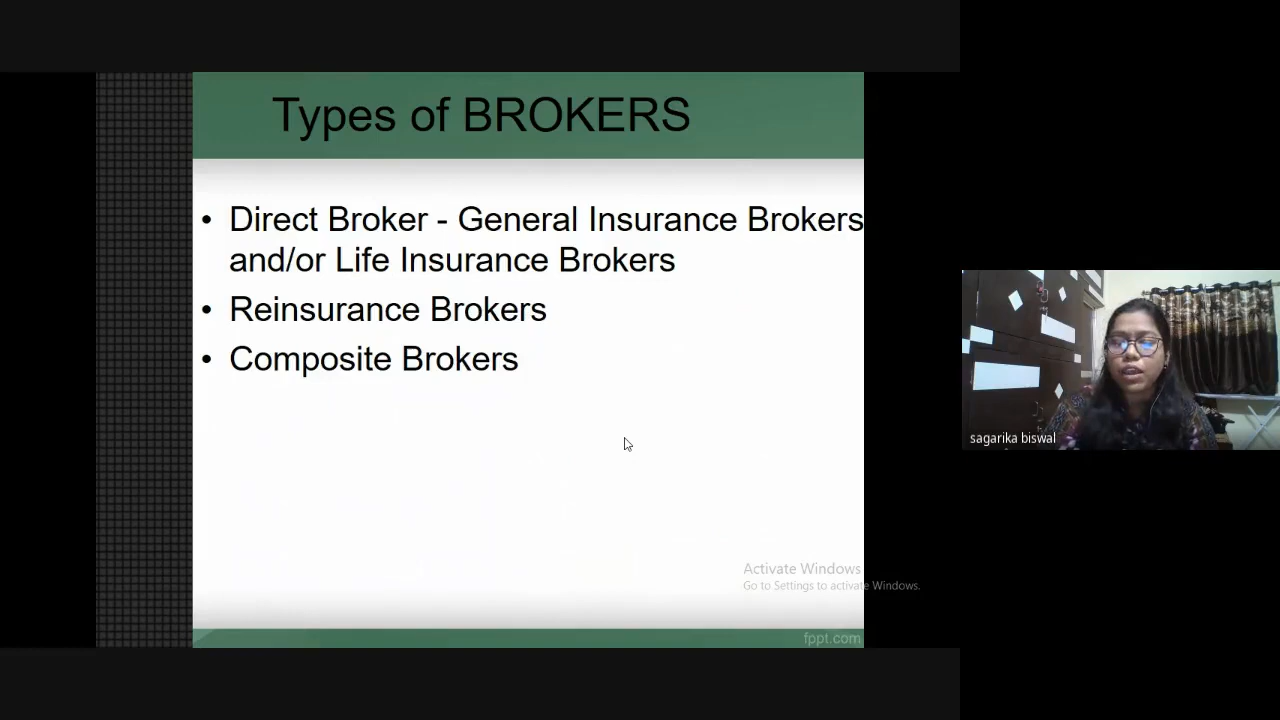 Types of BROKERS
• Direct Broker - General Insurance Brokers
and/or Life Insurance Brokers
• Reinsurance Brokers
• Composite Brokers
sagarika biswal
Activate Windows
Go to Settings to activate Windows.
fppt.com